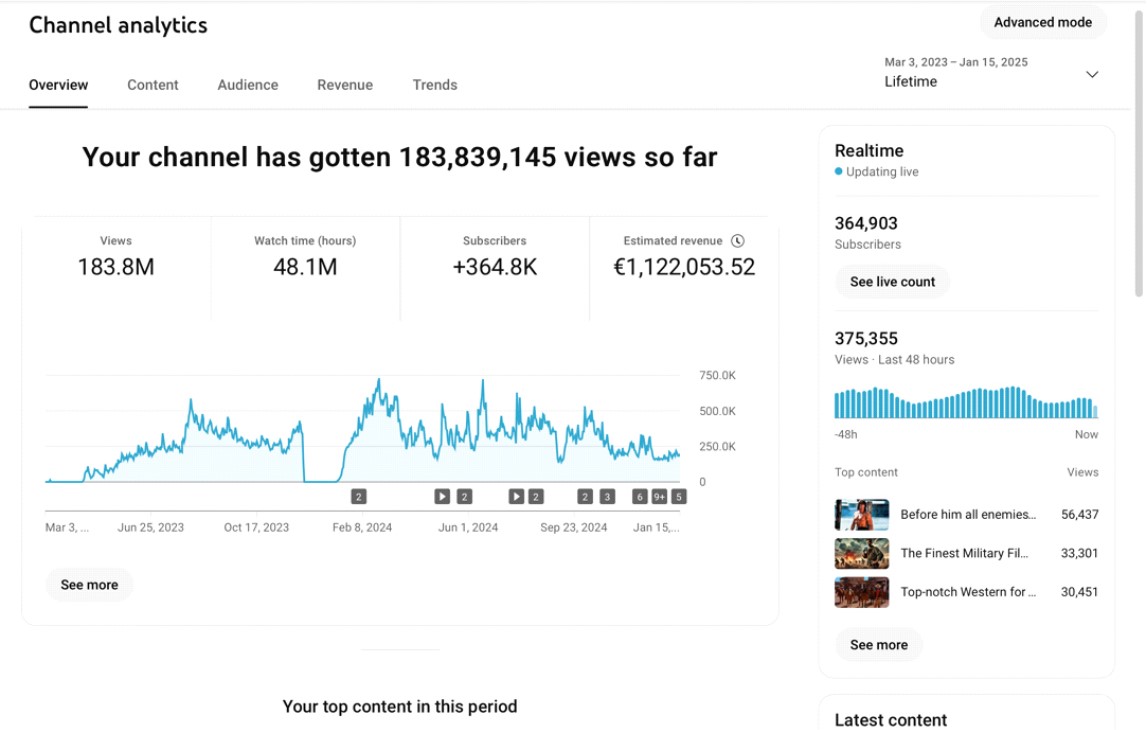 Channel analytics
Advanced mode
Overview
Content
Audience
Revenue
Trends
Mar 3, 2023 – Jan 15, 2025
Lifetime
Your channel has gotten 183,839,145 views so far
Views
183.8M
Watch time (hours)
48.1M
Subscribers
+364.8K
Estimated revenue
€1,122,053.52
750.0K
500.0K
250.0K
0
2
2
2
2
3
6
9+
5
Mar 3, ...
Jun 25, 2023
Oct 17, 2023
Feb 8, 2024
Jun 1, 2024
Sep 23, 2024
Jan 15,...
See more
Your top content in this period
Realtime
Updating live
364,903
Subscribers
See live count
375,355
Views · Last 48 hours
-48h
Now
Top content
Views
Before him all enemies...
56,437
The Finest Military Fil...
33,301
Top-notch Western for ...
30,451
See more
Latest content